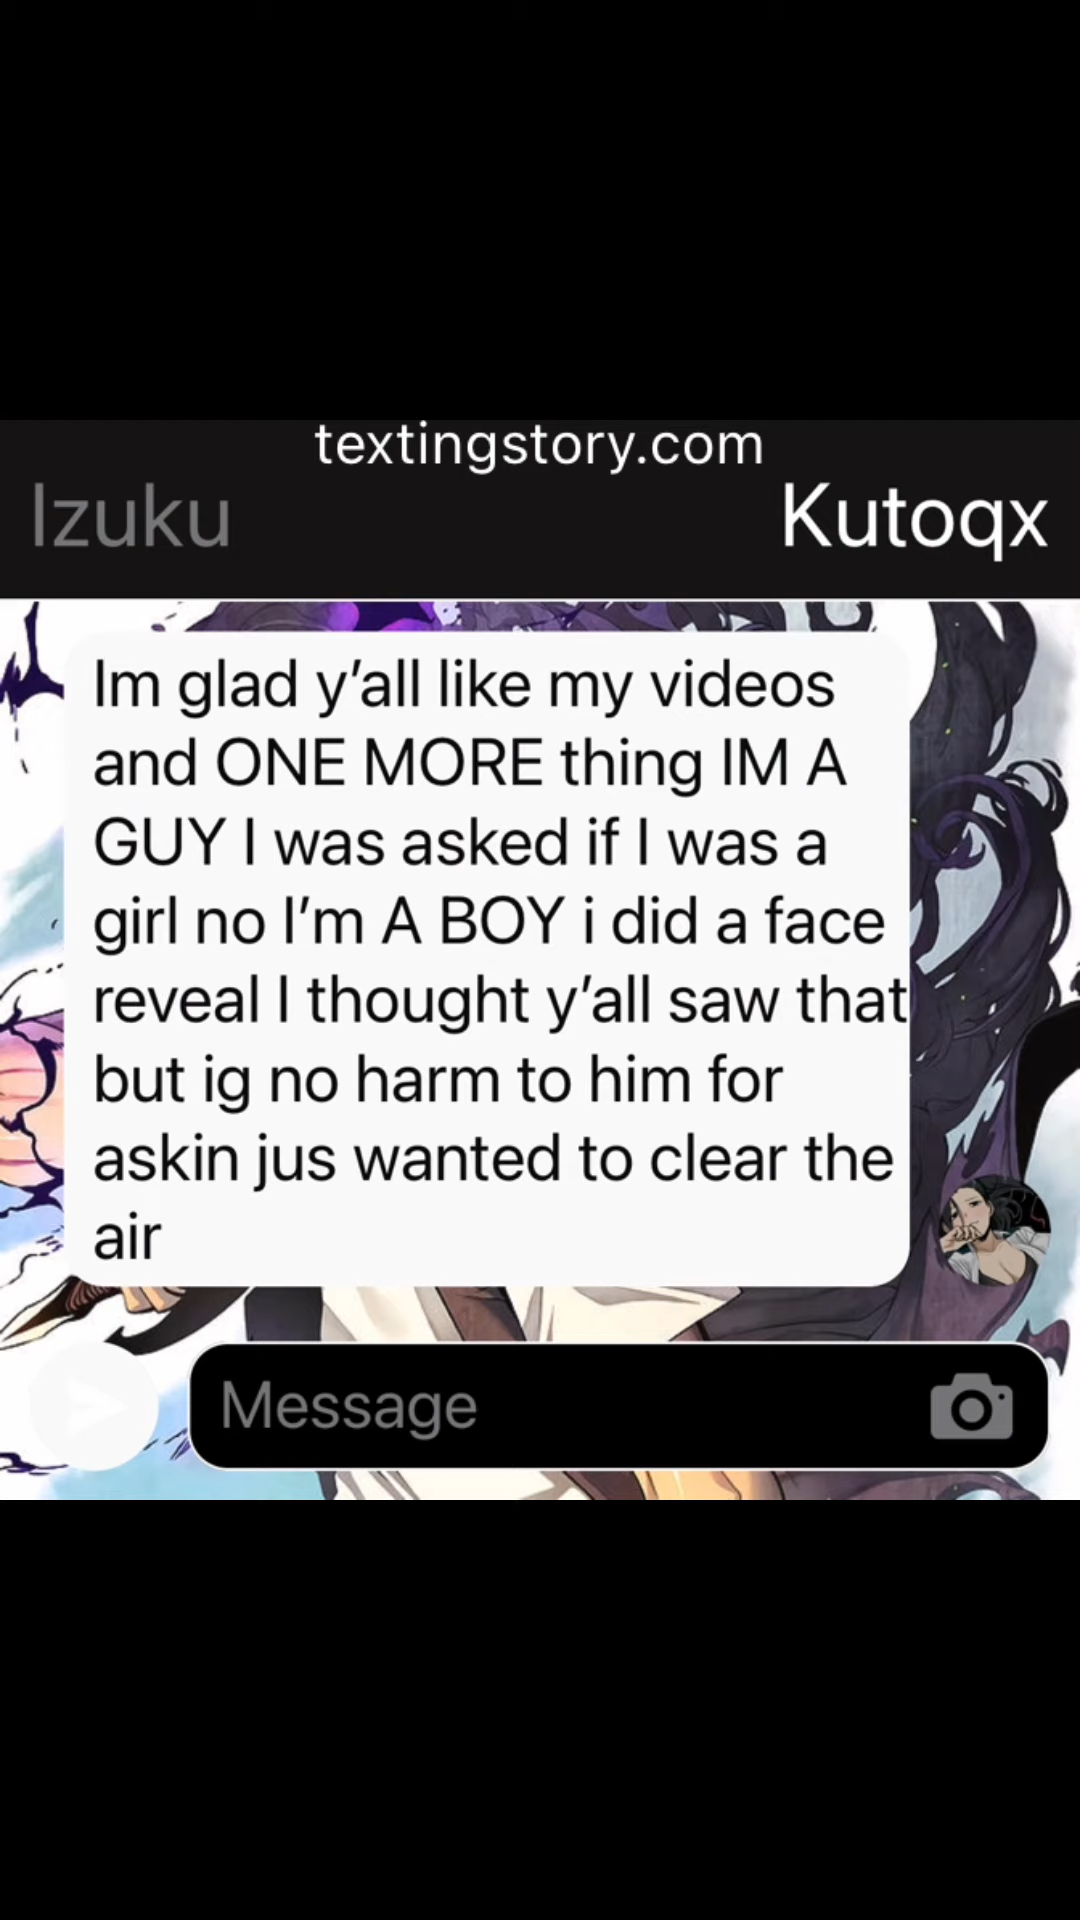 textingstory.com
Izuku
Kutoqx
Im glad y’all like my videos
and ONE MORE thing IM A
GUY I was asked if I was a
girl no I’m A BOY i did a face
reveal I thought y’all saw that
but ig no harm to him for
askin jus wanted to clear the
air
Message